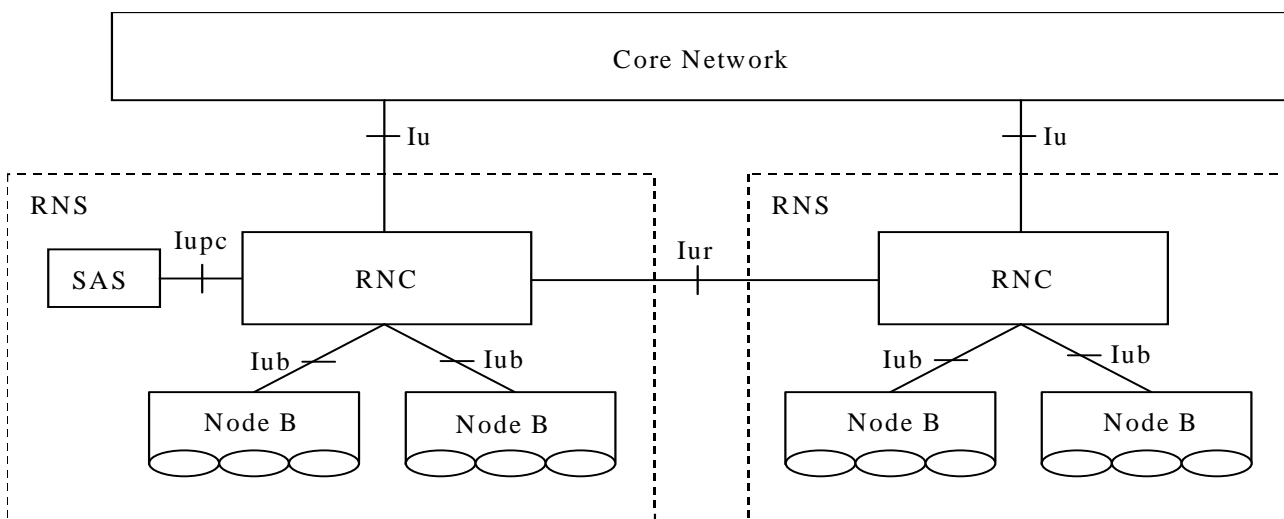 Core Network
Iu
Iu
RNS
RNS
Iupc
Iur
SAS
RNC
RNC
Iub
Iub
Iub
Iub
Node B
Node B
Node B
Node B